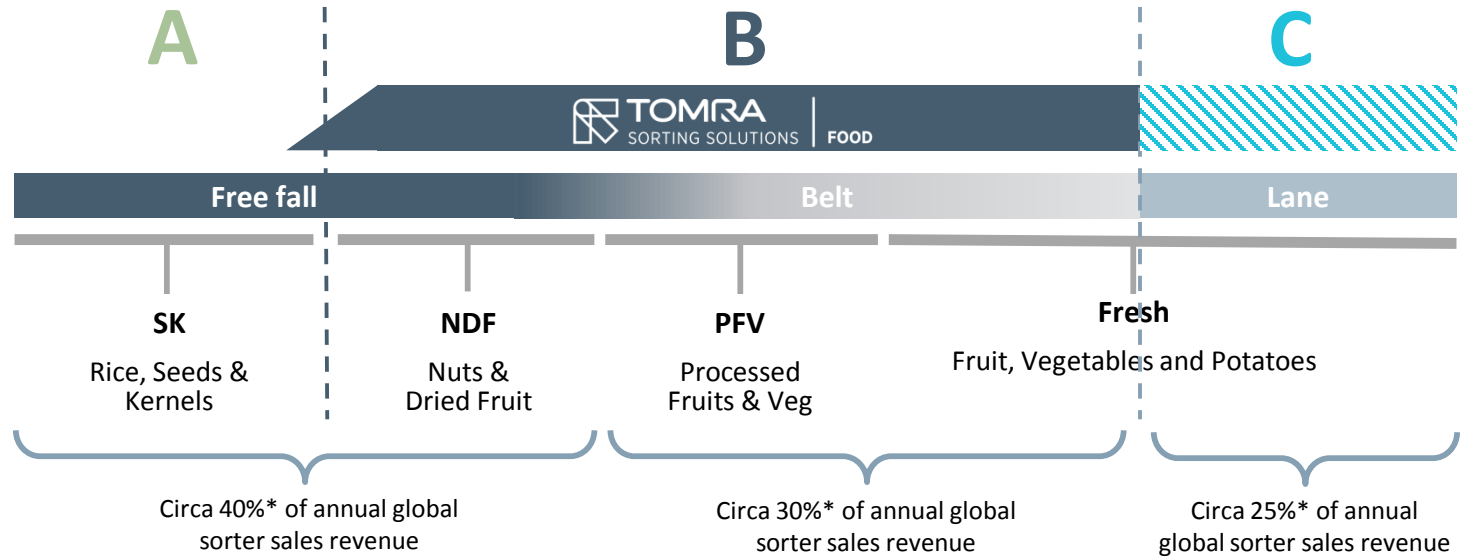 A
B
C
TOMRA
SORTING SOLUTIONS
FOOD
Free fall
Belt
Lane
SK
Rice, Seeds &
Kernels
NDF
Nuts &
Dried Fruit
PFV
Processed
Fruits & Veg
Fresh
Fruit, Vegetables and Potatoes
Circa 40%* of annual global
sorter sales revenue
Circa 30%* of annual global
sorter sales revenue
Circa 25%* of annual
global sorter sales revenue